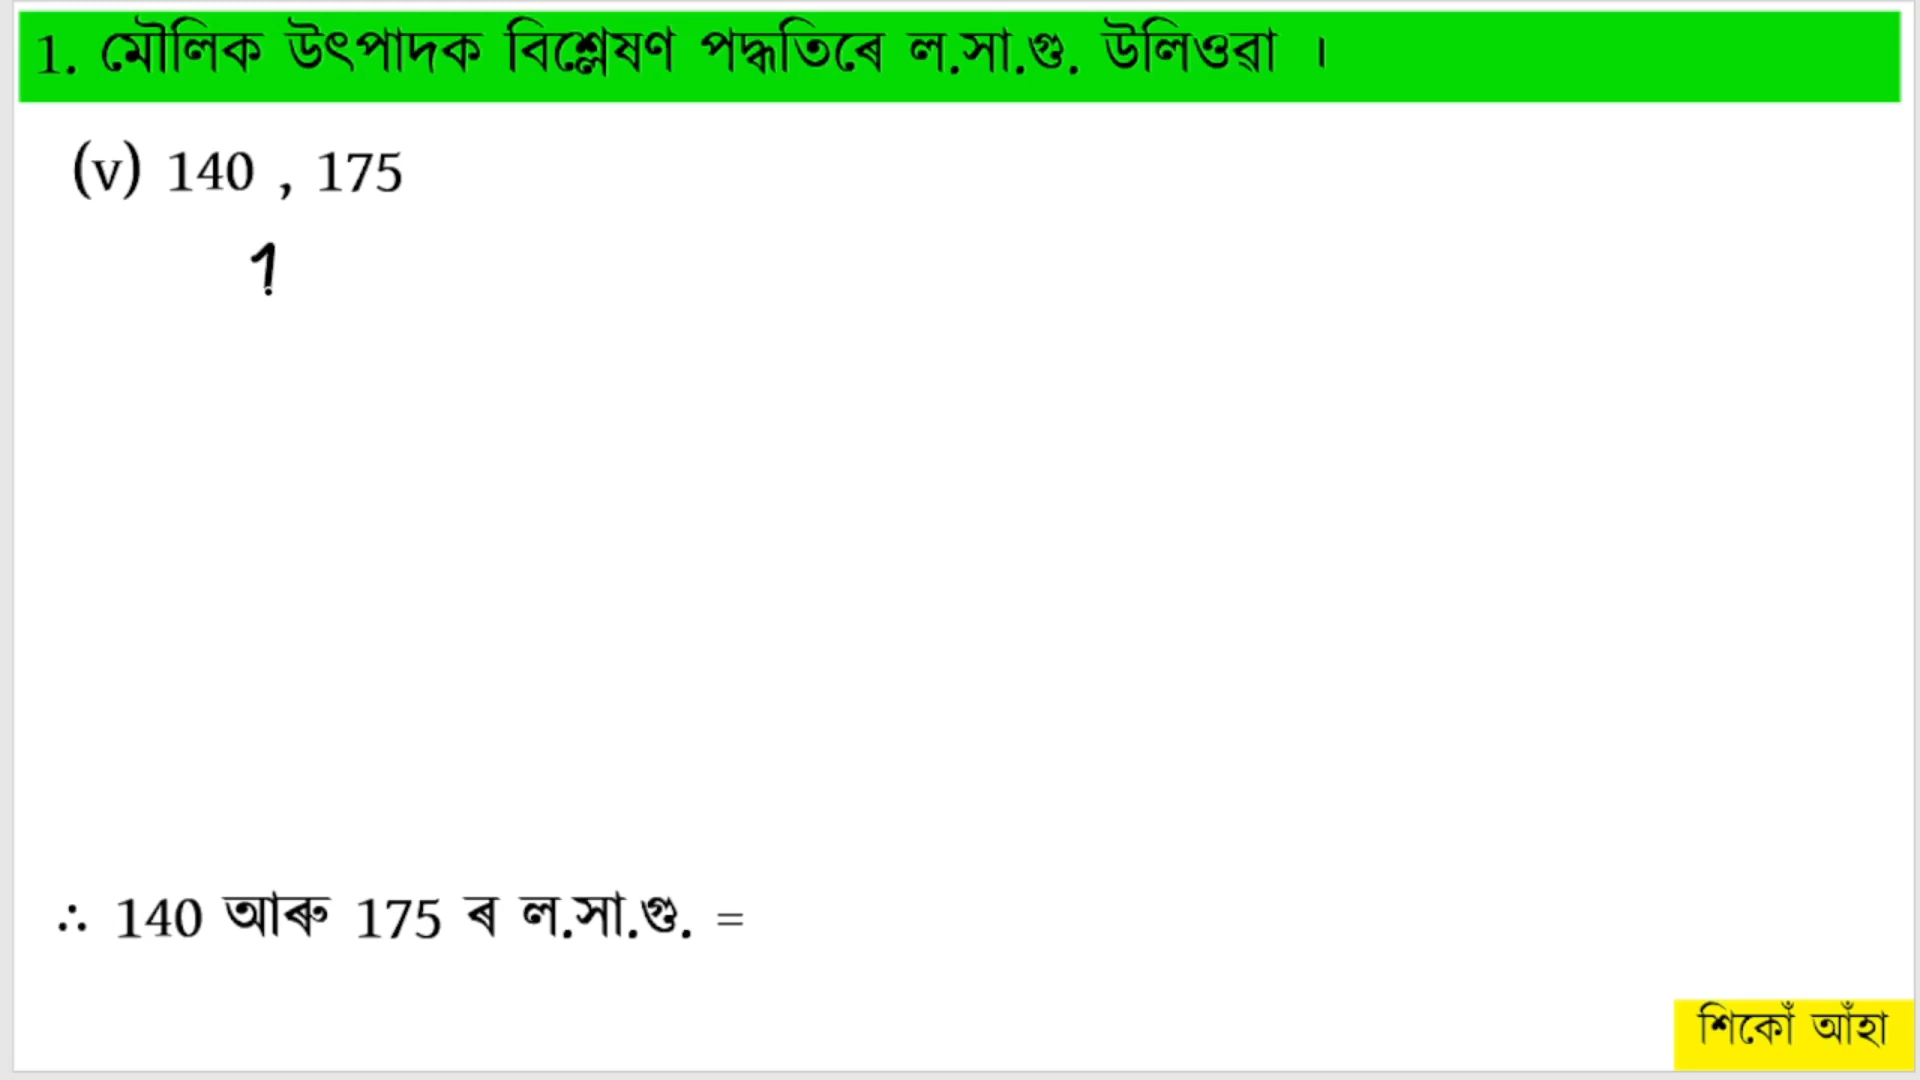 1. মৌলিক উৎপাদক বিশ্লেষণ পদ্ধতিৰে ল.সা.গু. উলিওৱা ।
(v) 140 , 175
1
∴ 140 আৰু 175 ৰ ল.সা.গু. =
শিকোঁ আঁহা